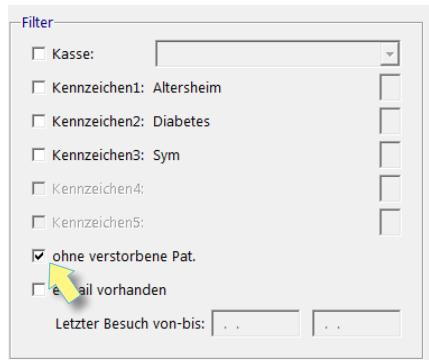 Filter
Kasse:
Kennzeichen1: Altersheim
Kennzeichen2: Diabetes
Kennzeichen3: Sym
Kennzeichen4:
Kennzeichen5:
ohne verstorbene Pat.
vorhanden
Letzter Besuch von-bis: . . . .